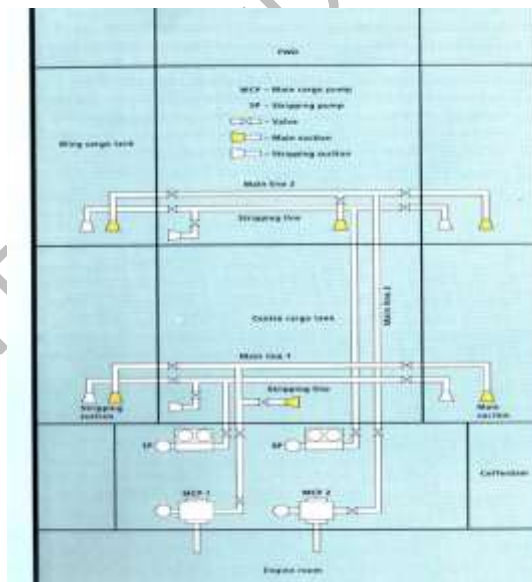 FWD
MCP - Main cargo pump
SP - Stripping pump
- Valve
- Main suction
- Stripping suction
Wing cargo tank
Main line 2
Stripping line
Main line 2
Centre cargo tank
Main line 1
Stripping line
Stripping
suction
Main
suction
SP
SP
Cofferdam
MCP 1
MCP 2
Engine room